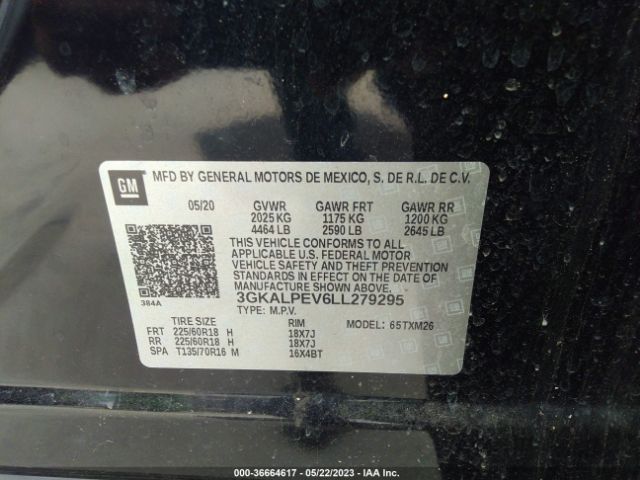 GM
MFD BY GENERAL MOTORS DE MEXICO, S. DE R.L. DE C.V.
05/20 GVWR GAWR FRT GAWR RR
2025 KG 1175 KG 1200 KG
4464 LB 2590 LB 2645 LB
THIS VEHICLE CONFORMS TO ALL
APPLICABLE U.S. FEDERAL MOTOR
VEHICLE SAFETY AND THEFT PREVENTION
STANDARDS IN EFFECT ON THE DATE OF
MANUFACTURE SHOWN ABOVE.
384A
3GKALPEV6LL279295
TYPE: M.P.V.
TIRE SIZE RIM MODEL: 65TXM26
FRT 225/60R18 H 18X7J
RR 225/60R18 H 18X7J
SPA T135/70R16 M 16X4BT
000-36664617 - 05/22/2023 - IAA Inc.